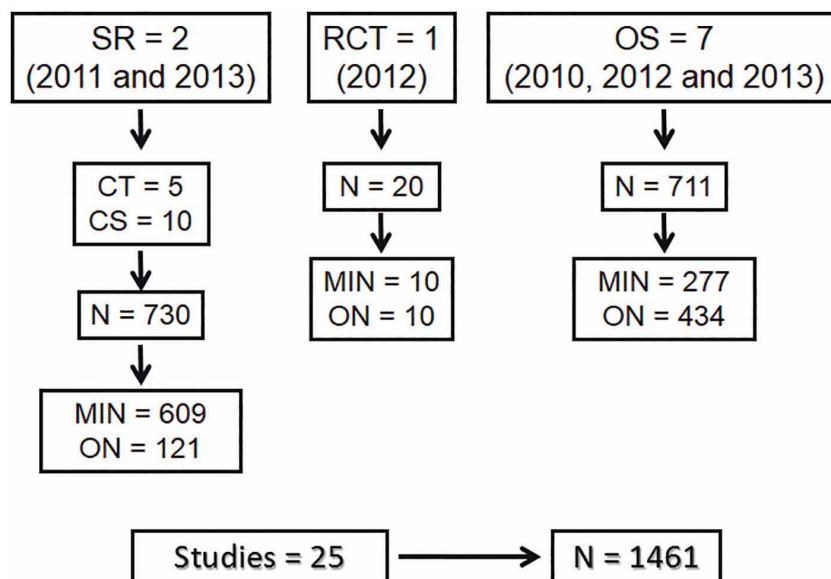 SR = 2
(2011 and 2013)
CT = 5
CS = 10
N = 730
MIN = 609
ON = 121
RCT = 1
(2012)
N = 20
MIN = 10
ON = 10
OS = 7
(2010, 2012 and 2013)
N = 711
MIN = 277
ON = 434
Studies = 25
N = 1461